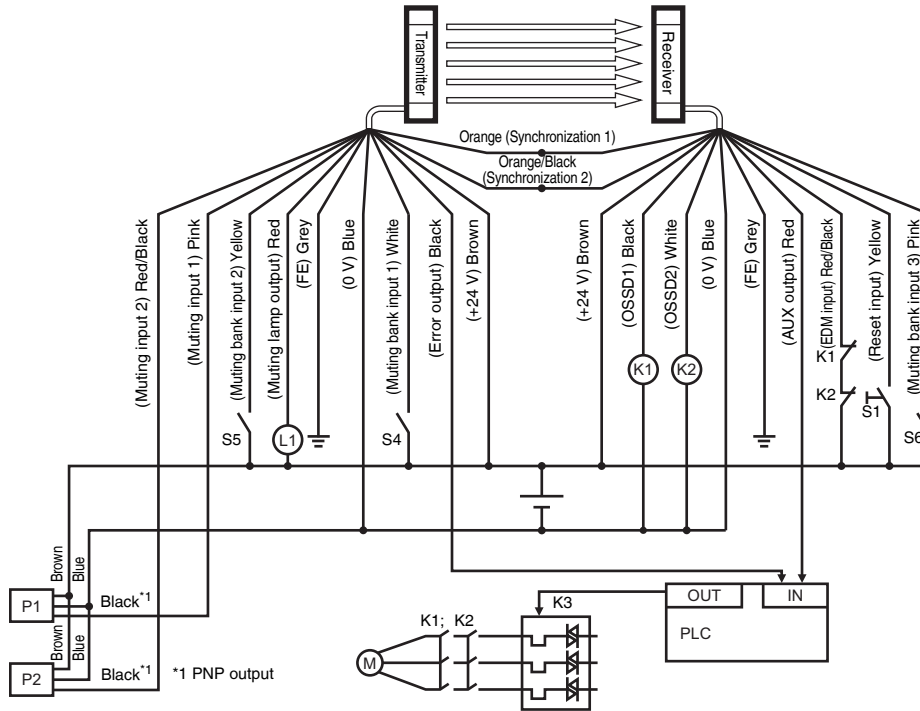 Transmitter
Receiver
Orange (Synchronization 1)
Orange/Black
(Synchronization 2)
(Muting input 2) Red/Black
(Muting input 1) Pink
(Muting bank input 2) Yellow
(Muting lamp output) Red
(FE) Grey
(0 V) Blue
(Muting bank input 1) White
(Error output) Black
(+24 V) Brown
(+24 V) Brown
(OSSD1) Black
(OSSD2) White
(0 V) Blue
(FE) Grey
(AUX output) Red
(EDM input) Red/Black
(Reset input) Yellow
(Muting bank input 3) Pink
K1
K2
K1
K2
S1
S5
L1
S4
S6
Brown
Blue
P1
Black*1
Brown
Blue
P2
Black*1
*1 PNP output
K1; K2
K3
M
OUT
IN
PLC